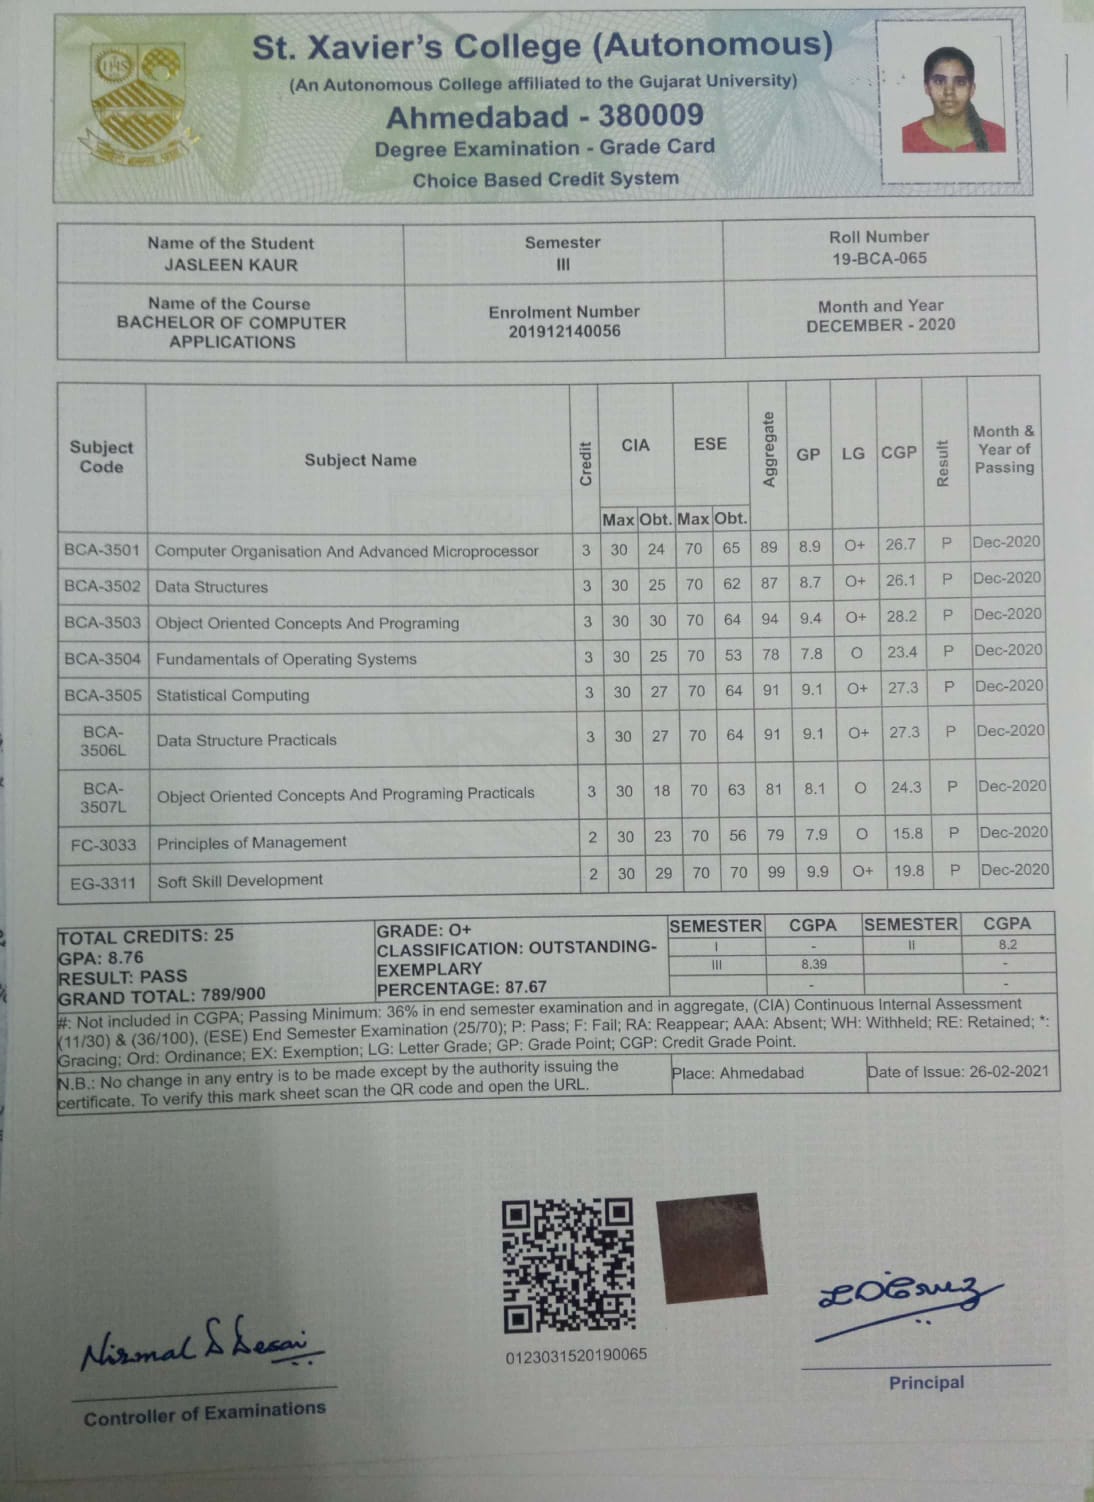 IHS
St. Xavier's College (Autonomous)
(An Autonomous College affiliated to the Gujarat University)
Ahmedabad - 380009
Degree Examination - Grade Card
Choice Based Credit System
Name of the Student Semester Roll Number
JASLEEN KAUR III 19-BCA-065
Name of the Course Enrolment Number Month and Year
BACHELOR OF COMPUTER 201912140056 DECEMBER - 2020
APPLICATIONS
Subject Code Subject Name Credit CIA ESE Aggregate GP LG CGP Result Month & Year of Passing
Max Obt. Max Obt.
BCA-3501 Computer Organisation And Advanced Microprocessor 3 30 24 70 65 89 8.9 O+ 26.7 P Dec-2020
BCA-3502 Data Structures 3 30 25 70 62 87 8.7 O+ 26.1 P Dec-2020
BCA-3503 Object Oriented Concepts And Programing 3 30 30 70 64 94 9.4 O+ 28.2 P Dec-2020
BCA-3504 Fundamentals of Operating Systems 3 30 25 70 53 78 7.8 O 23.4 P Dec-2020
BCA-3505 Statistical Computing 3 30 27 70 64 91 9.1 O+ 27.3 P Dec-2020
BCA-3506L Data Structure Practicals 3 30 27 70 64 91 9.1 O+ 27.3 P Dec-2020
BCA-3507L Object Oriented Concepts And Programing Practicals 3 30 18 70 63 81 8.1 O 24.3 P Dec-2020
FC-3033 Principles of Management 2 30 23 70 56 79 7.9 O 15.8 P Dec-2020
EG-3311 Soft Skill Development 2 30 29 70 70 99 9.9 O+ 19.8 P Dec-2020
TOTAL CREDITS: 25
GPA: 8.76
RESULT: PASS
GRAND TOTAL: 789/900
GRADE: O+
CLASSIFICATION: OUTSTANDING-
EXEMPLARY
PERCENTAGE: 87.67
SEMESTER CGPA SEMESTER CGPA
I - II 8.2
III 8.39 -
- -
#: Not included in CGPA; Passing Minimum: 36% in end semester examination and in aggregate, (CIA) Continuous Internal Assessment
(11/30) & (36/100), (ESE) End Semester Examination (25/70); P: Pass; F: Fail; RA: Reappear; AAA: Absent; WH: Withheld; RE: Retained; *:
Gracing; Ord: Ordinance; EX: Exemption; LG: Letter Grade; GP: Grade Point; CGP: Credit Grade Point.
N.B.: No change in any entry is to be made except by the authority issuing the
certificate. To verify this mark sheet scan the QR code and open the URL.
Place: Ahmedabad
Date of Issue: 26-02-2021
0123031520190065
Nirmal S Desai
Controller of Examinations
Principal